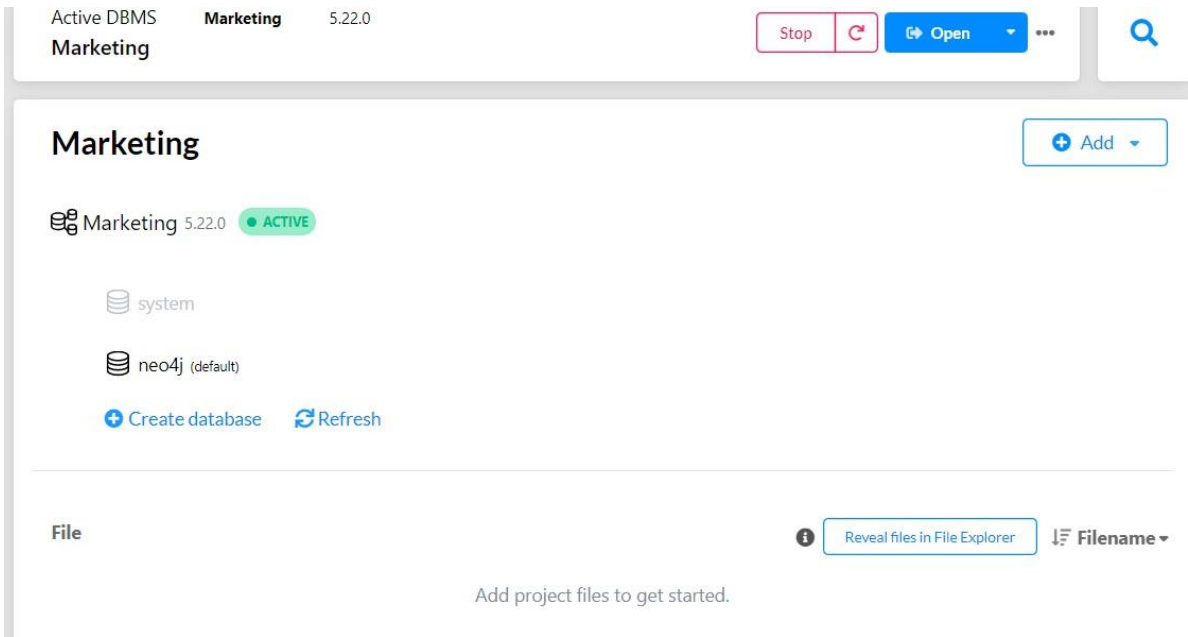 Active DBMS Marketing 5.22.0
Marketing
Stop Open
Marketing
Add
Marketing 5.22.0 ACTIVE
system
neo4j (default)
Create database Refresh
File
Reveal files in File Explorer Filename
Add project files to get started.